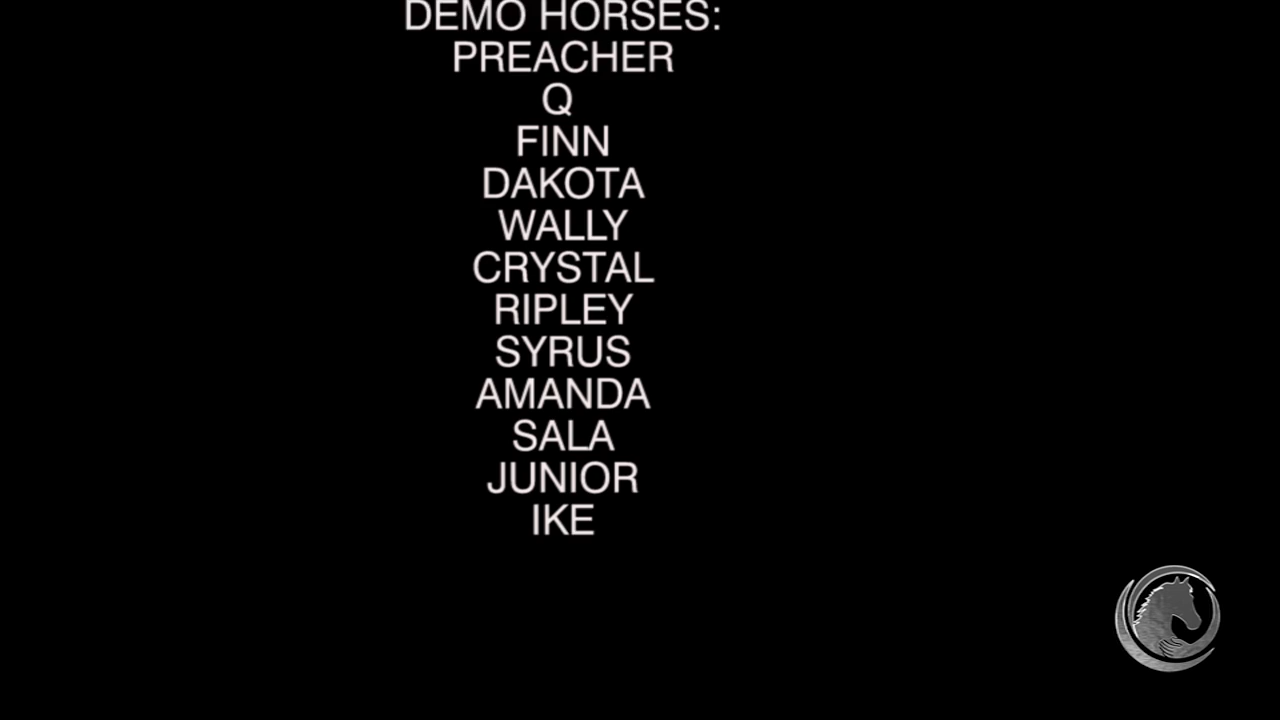 DEMO HORSES:
PREACHER
Q
FINN
DAKOTA
WALLY
CRYSTAL
RIPLEY
SYRUS
AMANDA
SALA
JUNIOR
IKE